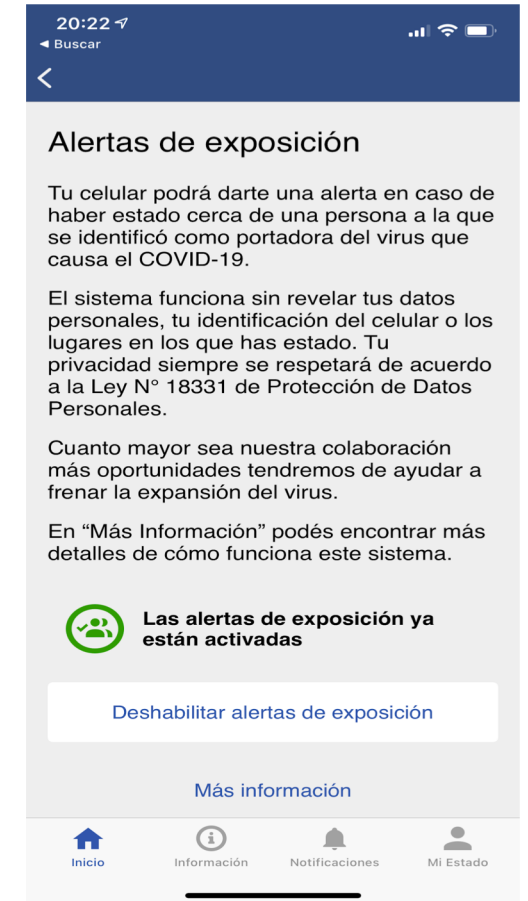 20:22
◄ Buscar
Alertas de exposición
Tu celular podrá darte una alerta en caso de
haber estado cerca de una persona a la que
se identificó como portadora del virus que
causa el COVID-19.
El sistema funciona sin revelar tus datos
personales, tu identificación del celular o los
lugares en los que has estado. Tu
privacidad siempre se respetará de acuerdo
a la Ley N° 18331 de Protección de Datos
Personales.
Cuanto mayor sea nuestra colaboración
más oportunidades tendremos de ayudar a
frenar la expansión del virus.
En “Más Información” podés encontrar más
detalles de cómo funciona este sistema.
Las alertas de exposición ya
están activadas
Deshabilitar alertas de exposición
Más información
Inicio Información Notificaciones Mi Estado